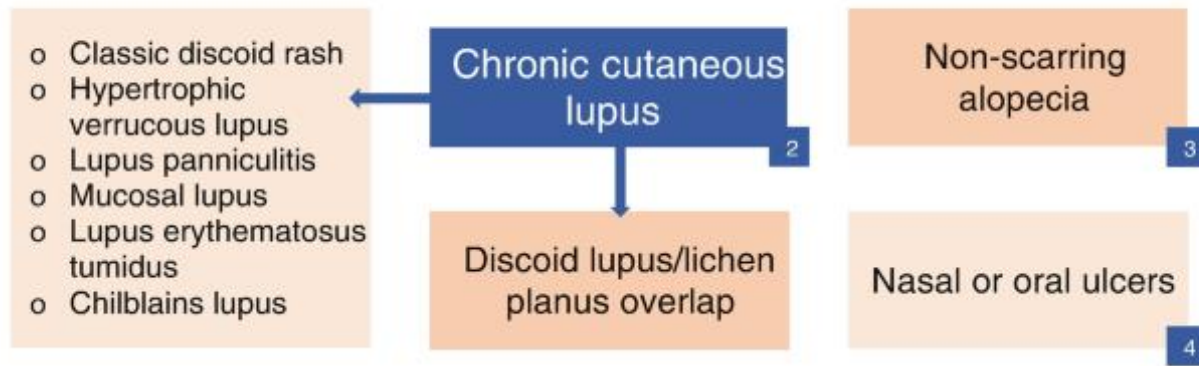 o Classic discoid rash
o Hypertrophic
verrucous lupus
o Lupus panniculitis
o Mucosal lupus
o Lupus erythematosus
tumidus
o Chilblains lupus
Chronic cutaneous
lupus
2
Discoid lupus/lichen
planus overlap
Non-scarring
alopecia
3
Nasal or oral ulcers
4